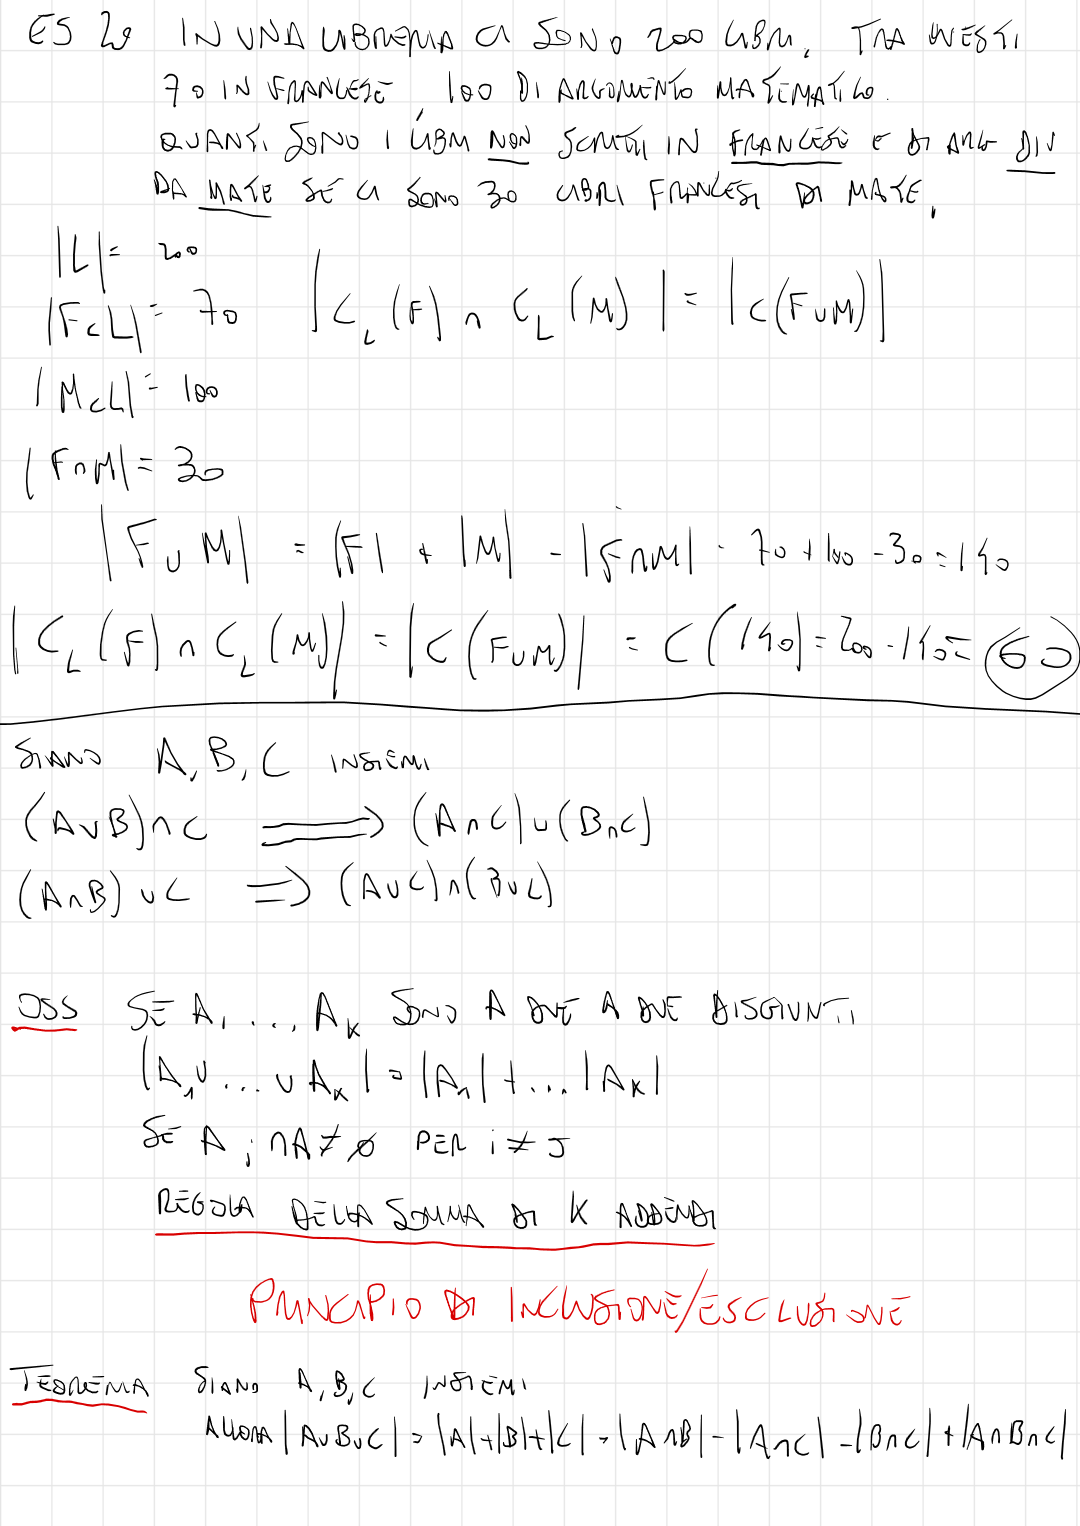 ES 20 IN UNA LIBRERIA CI SONO 200 LIBRI, TRA QUESTI
70 IN FRANCESE, 100 DI ARGOMENTO MATEMATICO.
QUANTI SONO I LIBRI NON SCRITTI IN FRANCESE E DI ARG DIV
DA MATE SE CI SONO 30 LIBRI FRANCESI DI MATE.
|L| = 200
|F⊂L| = 70 |C_L(F) ∩ C_L(M)| = |C(F∪M)|
|M⊂L| = 100
|F∩M| = 30
|F∪M| = |F| + |M| - |F∩M| = 70+100-30=140
|C_L(F) ∩ C_L(M)| = |C(F∪M)| = C(140)=200-140=60
SIANO A, B, C INSIEMI
(A∪B)∩C ⟹ (A∩C)∪(B∩C)
(A∩B)∪C ⟹ (A∪C)∩(B∪C)
OSS SE A₁ ..., A_K SONO A DUE A DUE DISGIUNTI
|A₁∪...∪A_K| = |A₁|+...|A_K|
SE A_i∩A≠∅ PER i≠J
REGOLA DELLA SOMMA DI K ADDENDI
PRINCIPIO DI INCLUSIONE/ESCLUSIONE
TEOREMA SIANO A, B, C INSIEMI
ALLORA |A∪B∪C| = |A|+|B|+|C|-|A∩B|-|A∩C|-|B∩C|+|A∩B∩C|